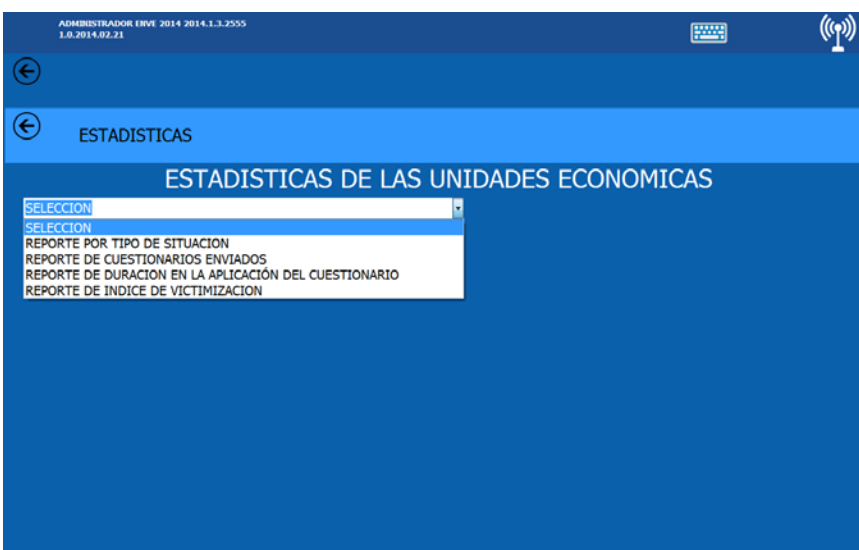 ADMINISTRADOR ENVE 2014 2014.1.3.2555
1.0.2014.02.21
ESTADISTICAS
ESTADISTICAS DE LAS UNIDADES ECONOMICAS
SELECCION
SELECCION
REPORTE POR TIPO DE SITUACION
REPORTE DE CUESTIONARIOS ENVIADOS
REPORTE DE DURACION EN LA APLICACIÓN DEL CUESTIONARIO
REPORTE DE INDICE DE VICTIMIZACION